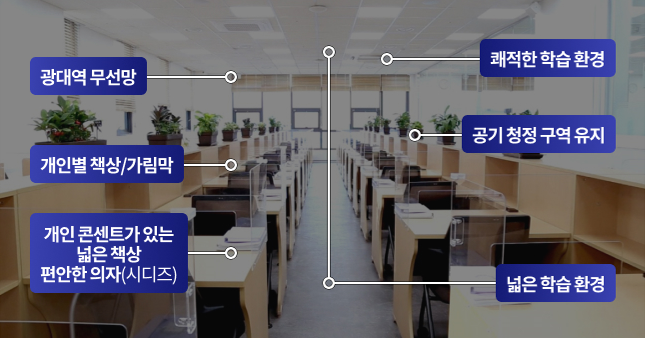 광대역 무선망
개인별 책상/가림막
개인 콘센트가 있는
넓은 책상
편안한 의자(시디즈)
쾌적한 학습 환경
공기 청정 구역 유지
넓은 학습 환경